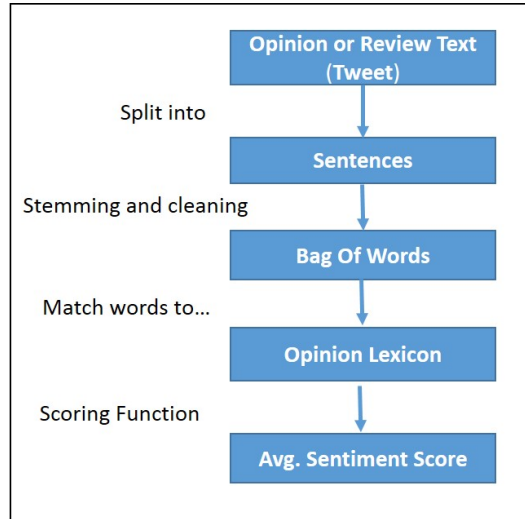 Opinion or Review Text
(Tweet)
Split into
Sentences
Stemming and cleaning
Bag Of Words
Match words to…
Opinion Lexicon
Scoring Function
Avg. Sentiment Score